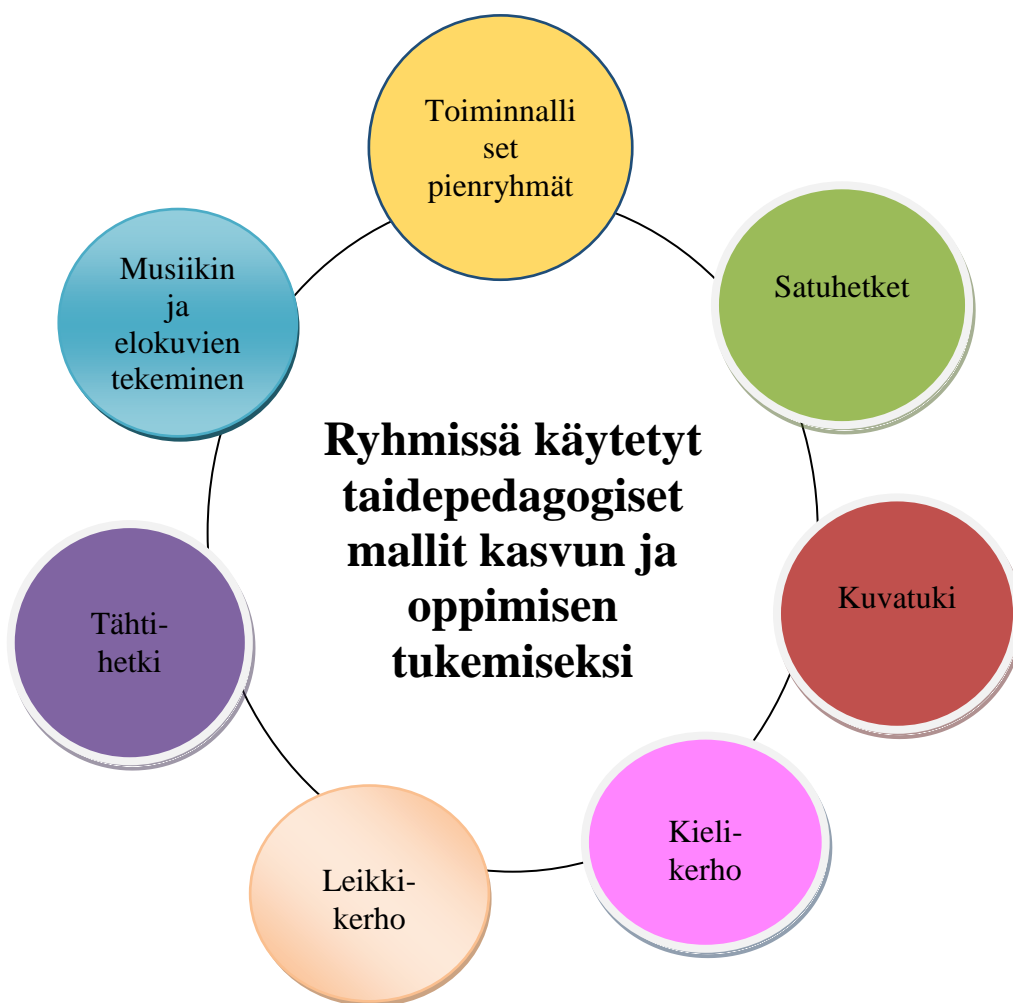 Toiminnalli
set
pienryhmät
Satuhetket
Musiikin
ja
elokuvien
tekeminen
Ryhmissä käytetyt
taidepedagogiset
mallit kasvun ja
oppimisen
tukemiseksi
Kuvatuki
Tähti-
hetki
Kieli-
kerho
Leikki-
kerho